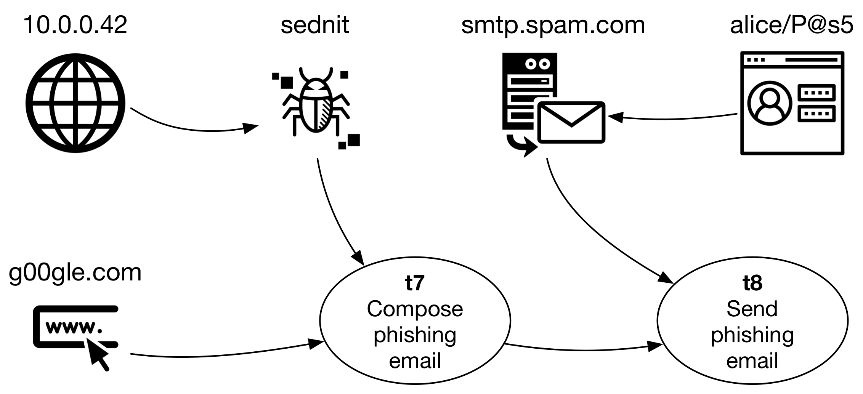 10.0.0.42
sednit
smtp.spam.com
alice/P@s5
g00gle.com
www.
t7
Compose
phishing
email
t8
Send
phishing
email